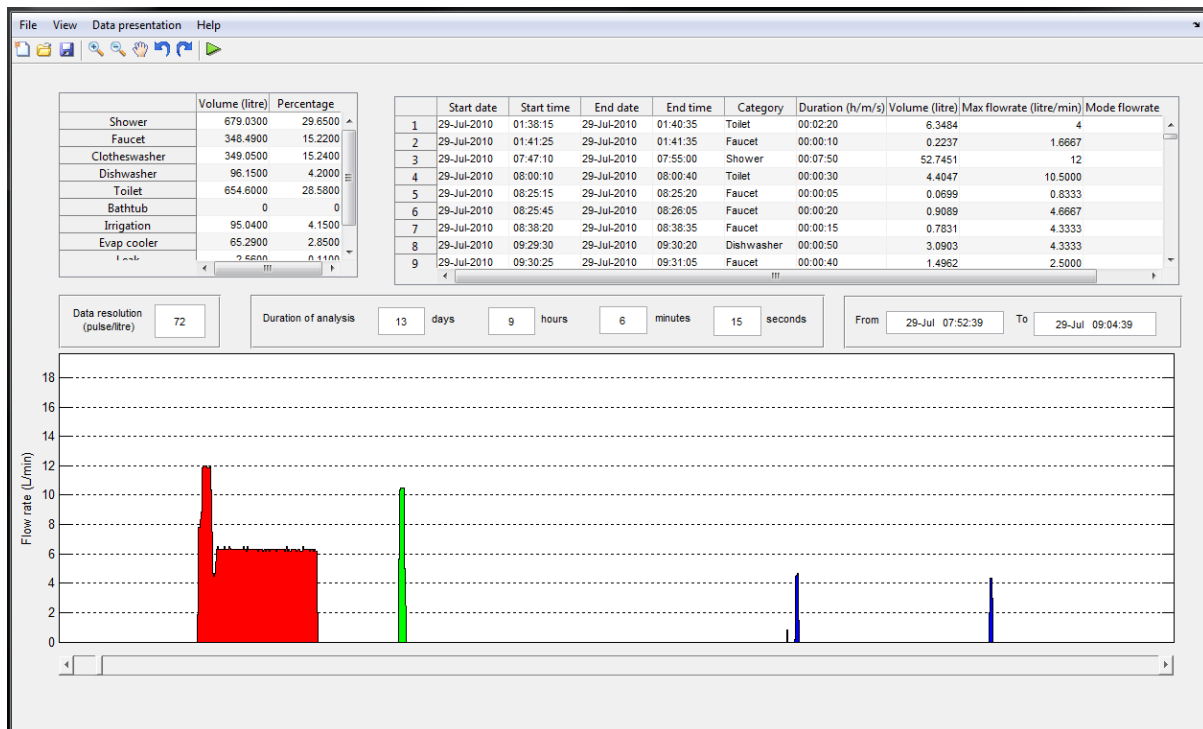 File View Data presentation Help
Volume (litre) Percentage
Shower 679.0300 29.6500
Faucet 348.4900 15.2200
Clotheswasher 349.0500 15.2400
Dishwasher 96.1500 4.2000
Toilet 654.6000 28.5800
Bathtub 0 0
Irrigation 95.0400 4.1500
Evap cooler 65.2900 2.8500
Leak 2.5600 0.1100
Start date Start time End date End time Category Duration (h/m/s) Volume (litre) Max flowrate (litre/min) Mode flowrate
1 29-Jul-2010 01:38:15 29-Jul-2010 01:40:35 Toilet 00:02:20 6.3484 4
2 29-Jul-2010 01:41:25 29-Jul-2010 01:41:35 Faucet 00:00:10 0.2237 1.6667
3 29-Jul-2010 07:47:10 29-Jul-2010 07:55:00 Shower 00:07:50 52.7451 12
4 29-Jul-2010 08:00:10 29-Jul-2010 08:00:40 Toilet 00:00:30 4.4047 10.5000
5 29-Jul-2010 08:25:15 29-Jul-2010 08:25:20 Faucet 00:00:05 0.0699 0.8333
6 29-Jul-2010 08:25:45 29-Jul-2010 08:26:05 Faucet 00:00:20 0.9089 4.6667
7 29-Jul-2010 08:38:20 29-Jul-2010 08:38:35 Faucet 00:00:15 0.7831 4.3333
8 29-Jul-2010 09:29:30 29-Jul-2010 09:30:20 Dishwasher 00:00:50 3.0903 4.3333
9 29-Jul-2010 09:30:25 29-Jul-2010 09:31:05 Faucet 00:00:40 1.4962 2.5000
Data resolution
(pulse/litre) 72
Duration of analysis 13 days 9 hours 6 minutes 15 seconds
From 29-Jul 07:52:39 To 29-Jul 09:04:39
Flow rate (L/min)
18
16
14
12
10
8
6
4
2
0